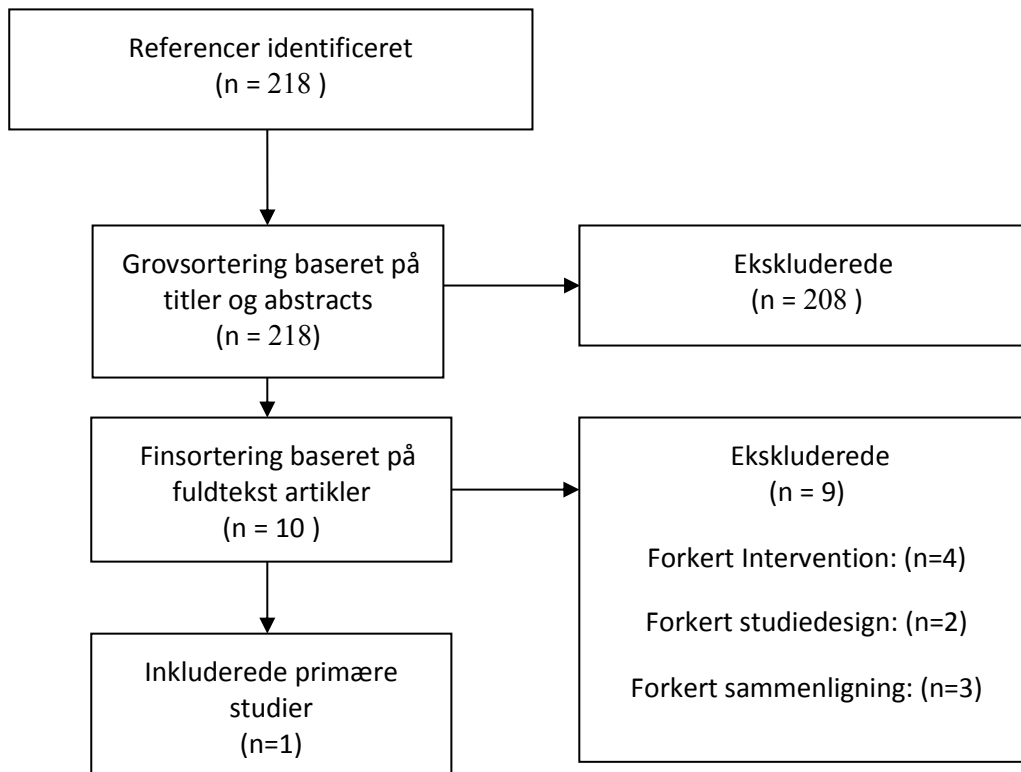 Referencer identificeret
(n = 218 )
Grovsortering baseret på
titler og abstracts
(n = 218)
Ekskluderede
(n = 208 )
Finsortering baseret på
fuldtekst artikler
(n = 10 )
Ekskluderede
(n = 9)
Forkert Intervention: (n=4)
Forkert studiedesign: (n=2)
Forkert sammenligning: (n=3)
Inkluderede primære
studier
(n=1)